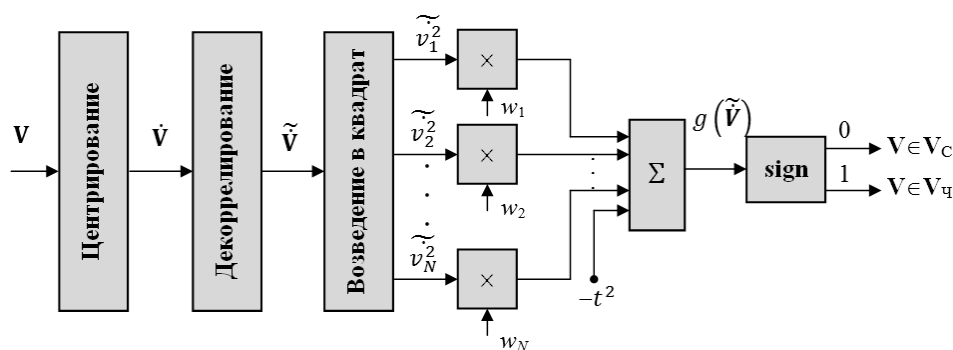 V
Центрирование
V̇
Декоррелирование
Ṽ̇
Возведение в квадрат
ṽ̇₁²
×
w₁
ṽ̇₂²
×
w₂
ṽ̇_N²
×
w_N
Σ
−t²
g(Ṽ̇)
sign
0
V∈V_С
1
V∈V_Ч